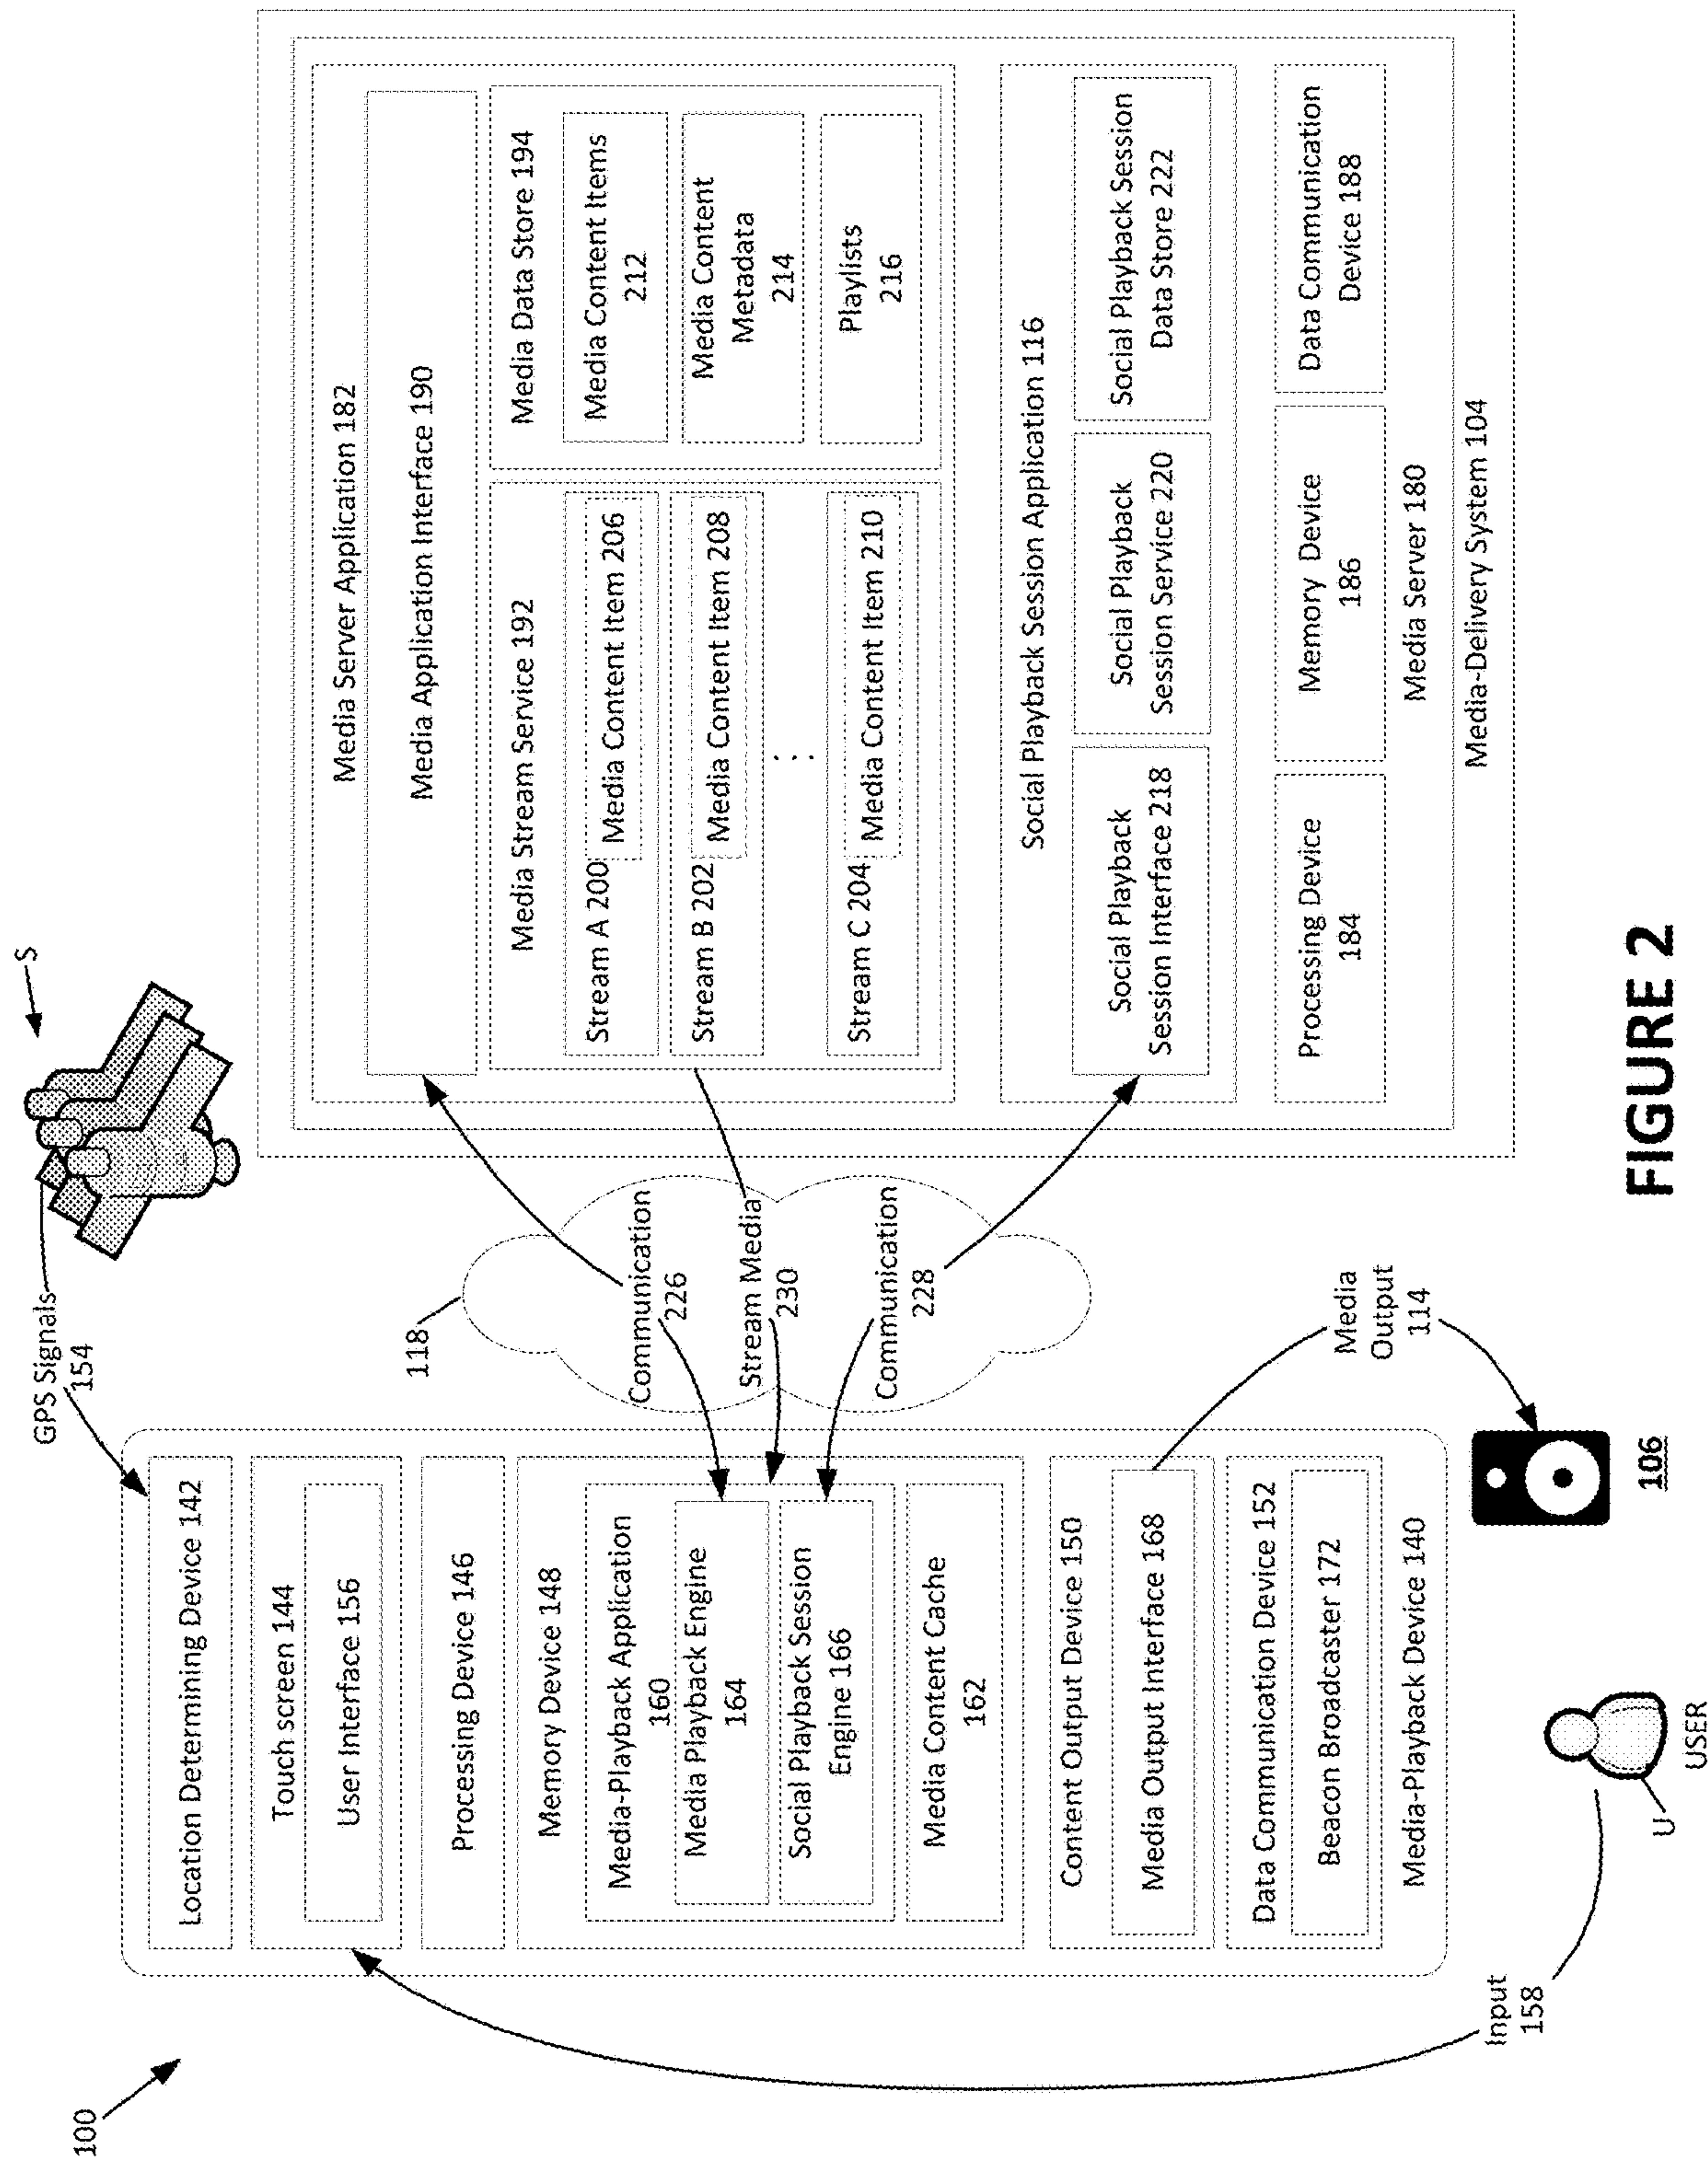 100
GPS Signals
154
S
118
Location Determining Device 142
Touch screen 144
User Interface 156
Processing Device 146
Memory Device 148
Media-Playback Application
160
Media Playback Engine
164
Social Playback Session
Engine 166
Media Content Cache
162
Content Output Device 150
Media Output Interface 168
Data Communication Device 152
Beacon Broadcaster 172
Media-Playback Device 140
Input
158
U
USER
106
Media
Output
114
Communication
226
Stream Media
230
Communication
228
Media Server Application 182
Media Application Interface 190
Media Stream Service 192
Stream A 200
Media Content Item 206
Stream B 202
Media Content Item 208
. . .
Stream C 204
Media Content Item 210
Media Data Store 194
Media Content Items
212
Media Content
Metadata
214
Playlists
216
Social Playback Session Application 116
Social Playback
Session Interface 218
Social Playback
Session Service 220
Social Playback Session
Data Store 222
Processing Device
184
Memory Device
186
Data Communication
Device 188
Media Server 180
Media-Delivery System 104
FIGURE 2